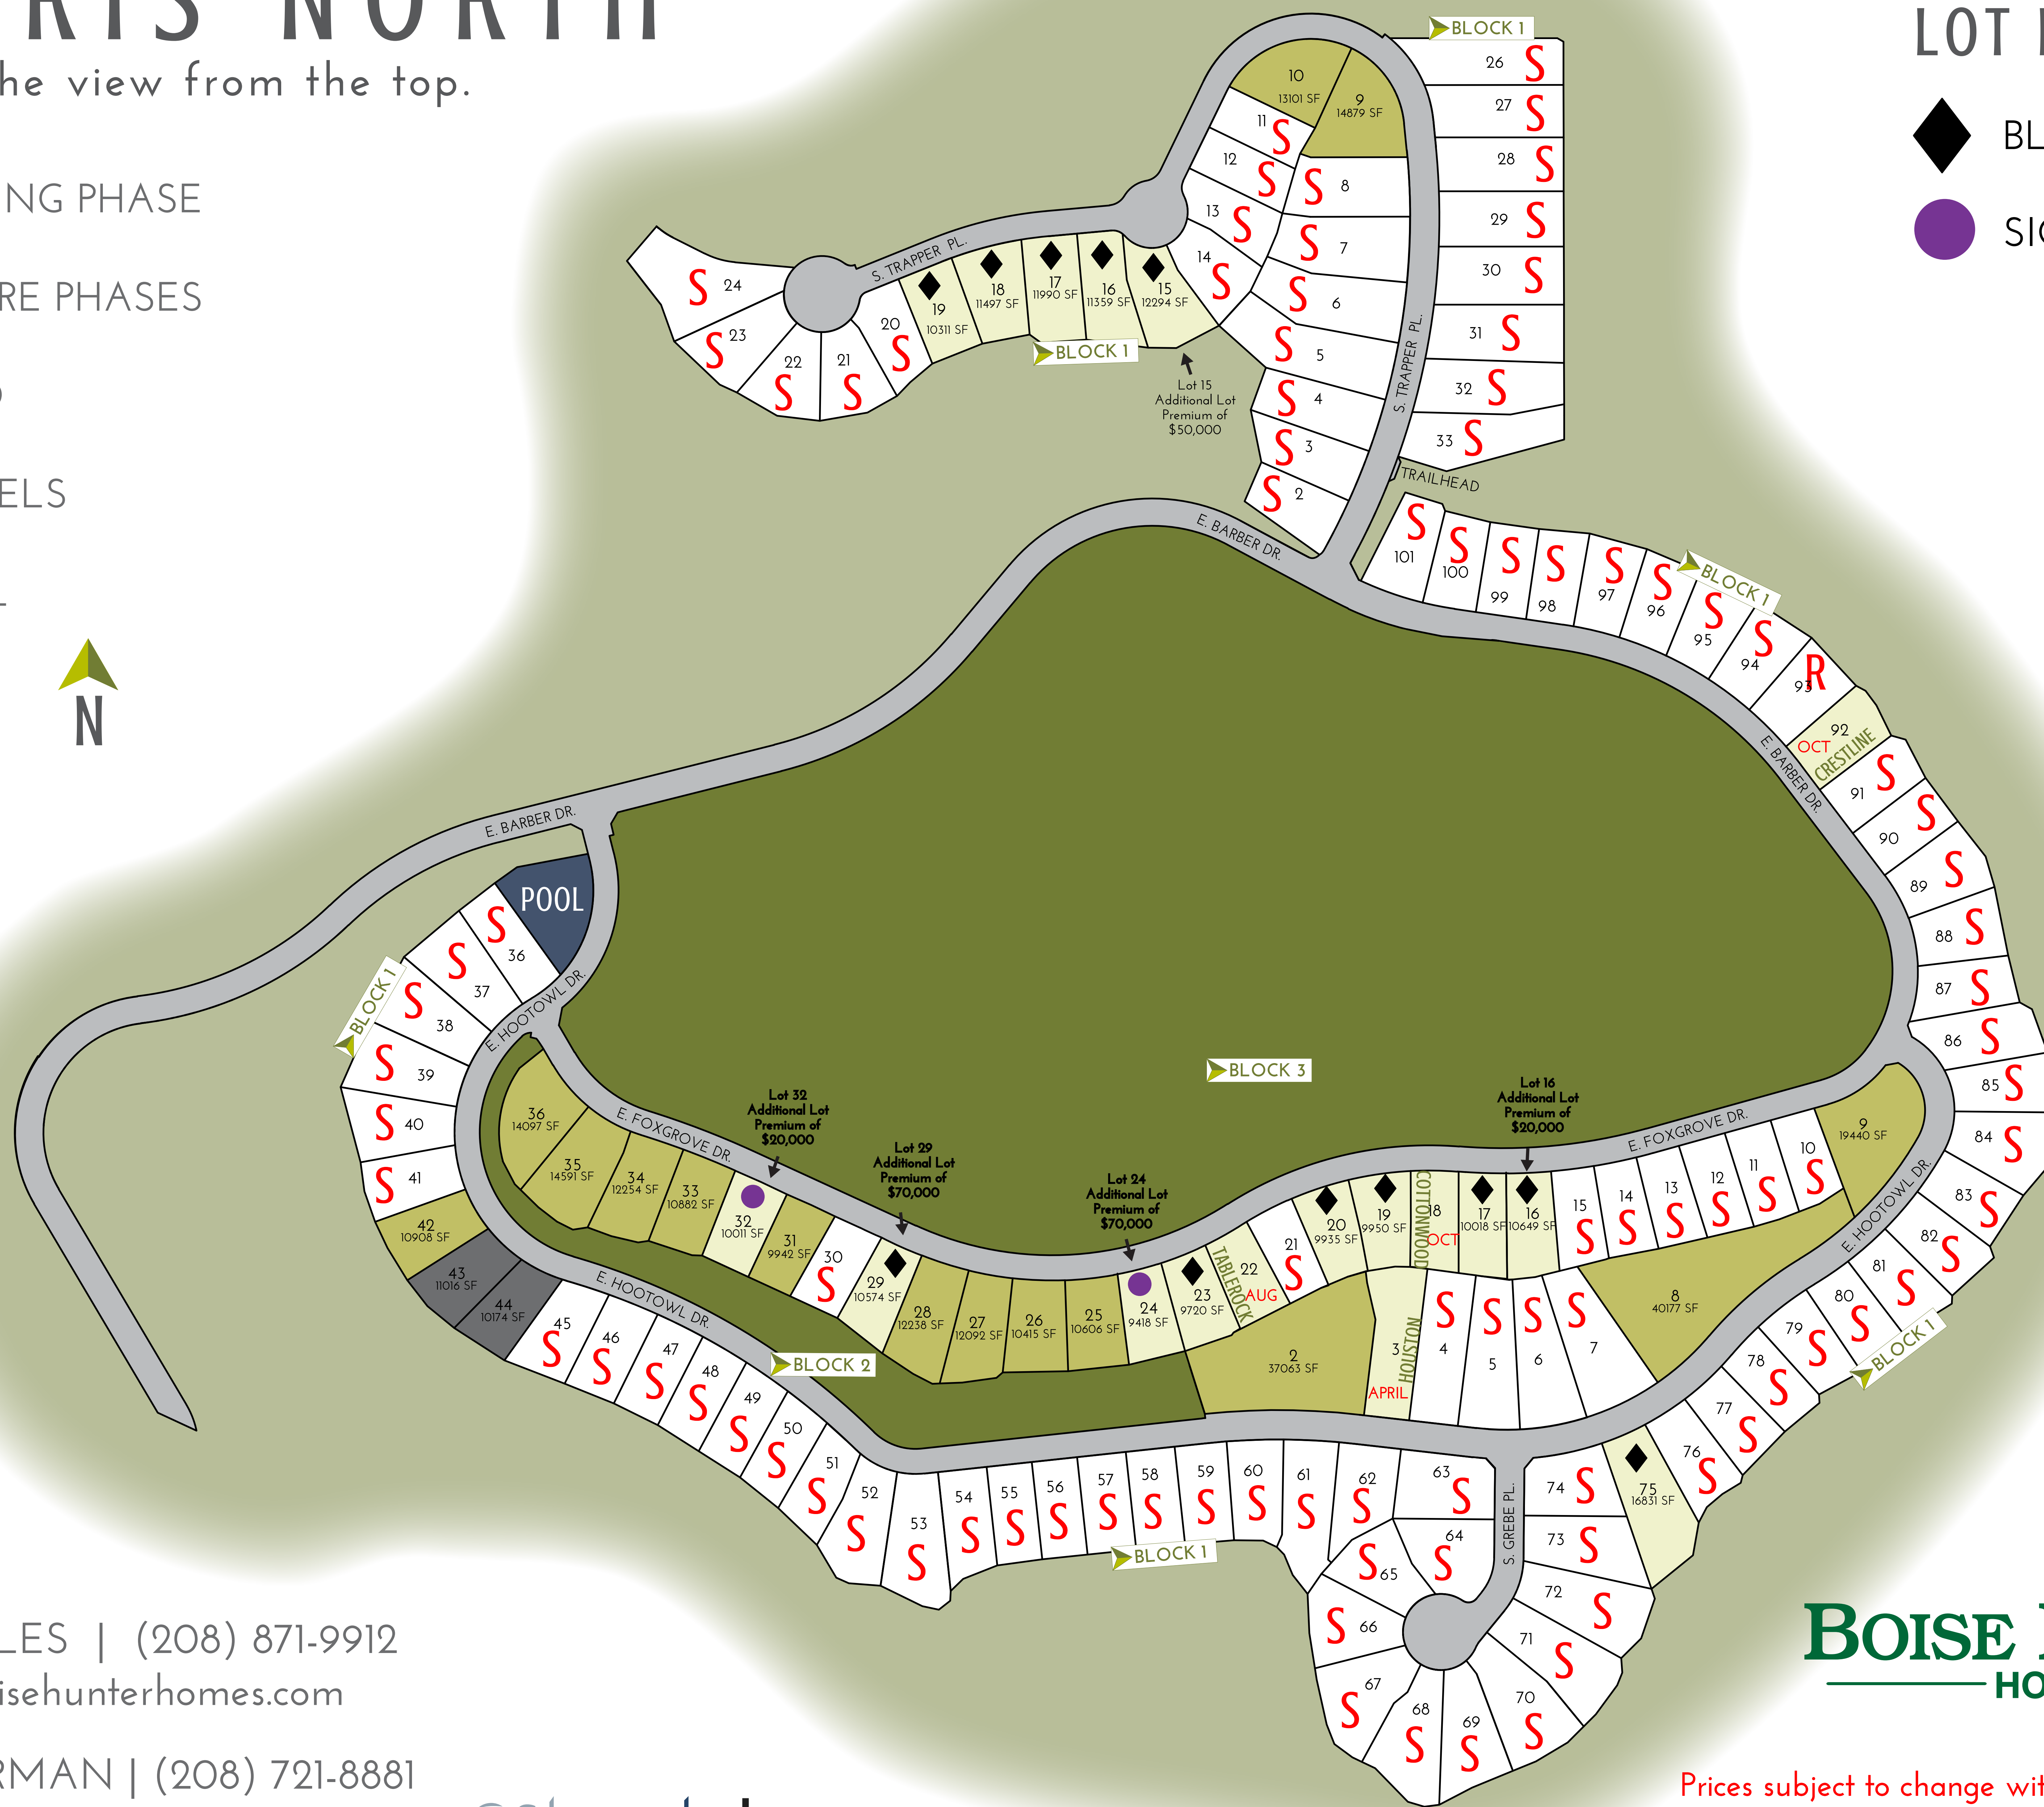 NORTH
he view from the top.
NG PHASE
RE PHASES
ELS
N
LOT
BL
BLOCK 1
26 S
27 S
28 S
29 S
30 S
31 S
32 S
33 S
10
13101 SF
9
14879 SF
11 S
12 S
13 S
14 S
S 8
S 7
S 6
S 5
S 4
S 3
S 2
S. TRAPPER PL.
S. TRAPPER PL.
S 24
S 23
22 S
21 S
20 S
19
10311 SF
18
11497 SF
17
11990 SF
16
11359 SF
15
12294 SF
BLOCK 1
Lot 15
Additional Lot
Premium of
$50,000
TRAILHEAD
E. BARBER DR.
S 101
S 100
S 99
S 98
S 97
S 96
S 95
S 94
R 93
BLOCK 1
92
OCT
CRESTLINE
E. BARBER DR.
91 S
90 S
89 S
88 S
87 S
86 S
85 S
84 S
83 S
82 S
81 S
80 S
79 S
78 S
77 S
76 S
BLOCK 1
E. BARBER DR.
POOL
S 36
S 37
S 38
S 39
S 40
S 41
BLOCK 1
E. HOOTOWL DR.
42
10908 SF
43
11016 SF
44
10174 SF
BLOCK 3
E. FOXGROVE DR.
36
14097 SF
35
14591 SF
34
12254 SF
33
10882 SF
32
10011 SF
31
9942 SF
30 S
29
10574 SF
28
12238 SF
27
12092 SF
26
10415 SF
25
10606 SF
24
9418 SF
23
9720 SF
22
AUG
TABLEROCK
21 S
20
9935 SF
19
9950 SF
18
OCT
COTTONWOOD
17
10018 SF
16
10649 SF
15 S
14 S
13 S
12 S
11 S
10 S
9
19440 SF
8
40177 SF
Lot 32
Additional Lot
Premium of
$20,000
Lot 29
Additional Lot
Premium of
$70,000
Lot 24
Additional Lot
Premium of
$70,000
Lot 16
Additional Lot
Premium of
$20,000
E. FOXGROVE DR.
E. HOOTOWL DR.
2
37063 SF
3
APRIL
HOUSTON
S 4
S 5
S 6
S 7
E. HOOTOWL DR.
BLOCK 2
45 S
46 S
47 S
48 S
49 S
50 S
51 S
52 S
53 S
54 S
55 S
56 S
57 S
58 S
59 S
60 S
61 S
62 S
63 S
64 S
S 65
S 66
67 S
68 S
69 S
70 S
71 S
72 S
73 S
74 S
75
16831 SF
S. GREBE PL.
BLOCK 1
LES | (208) 871-9912
isehunterhomes.com
RMAN | (208) 721-8881
BOISE
HO
Prices subject to change wit